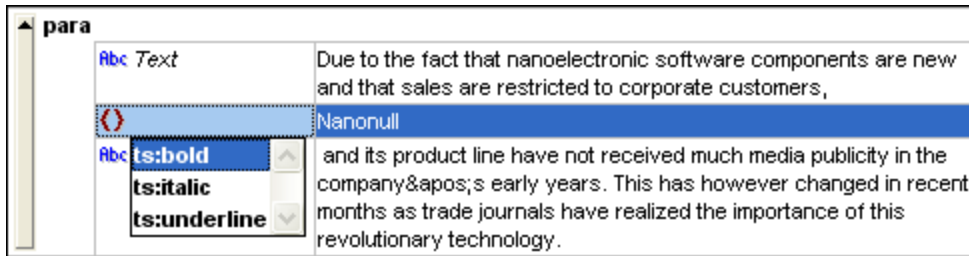 para
Abc Text
Due to the fact that nanoelectronic software components are new
and that sales are restricted to corporate customers,
{} Nanonull
Abc
ts:bold
ts:italic
ts:underline
and its product line have not received much media publicity in the
company&apos;s early years. This has however changed in recent
months as trade journals have realized the importance of this
revolutionary technology.